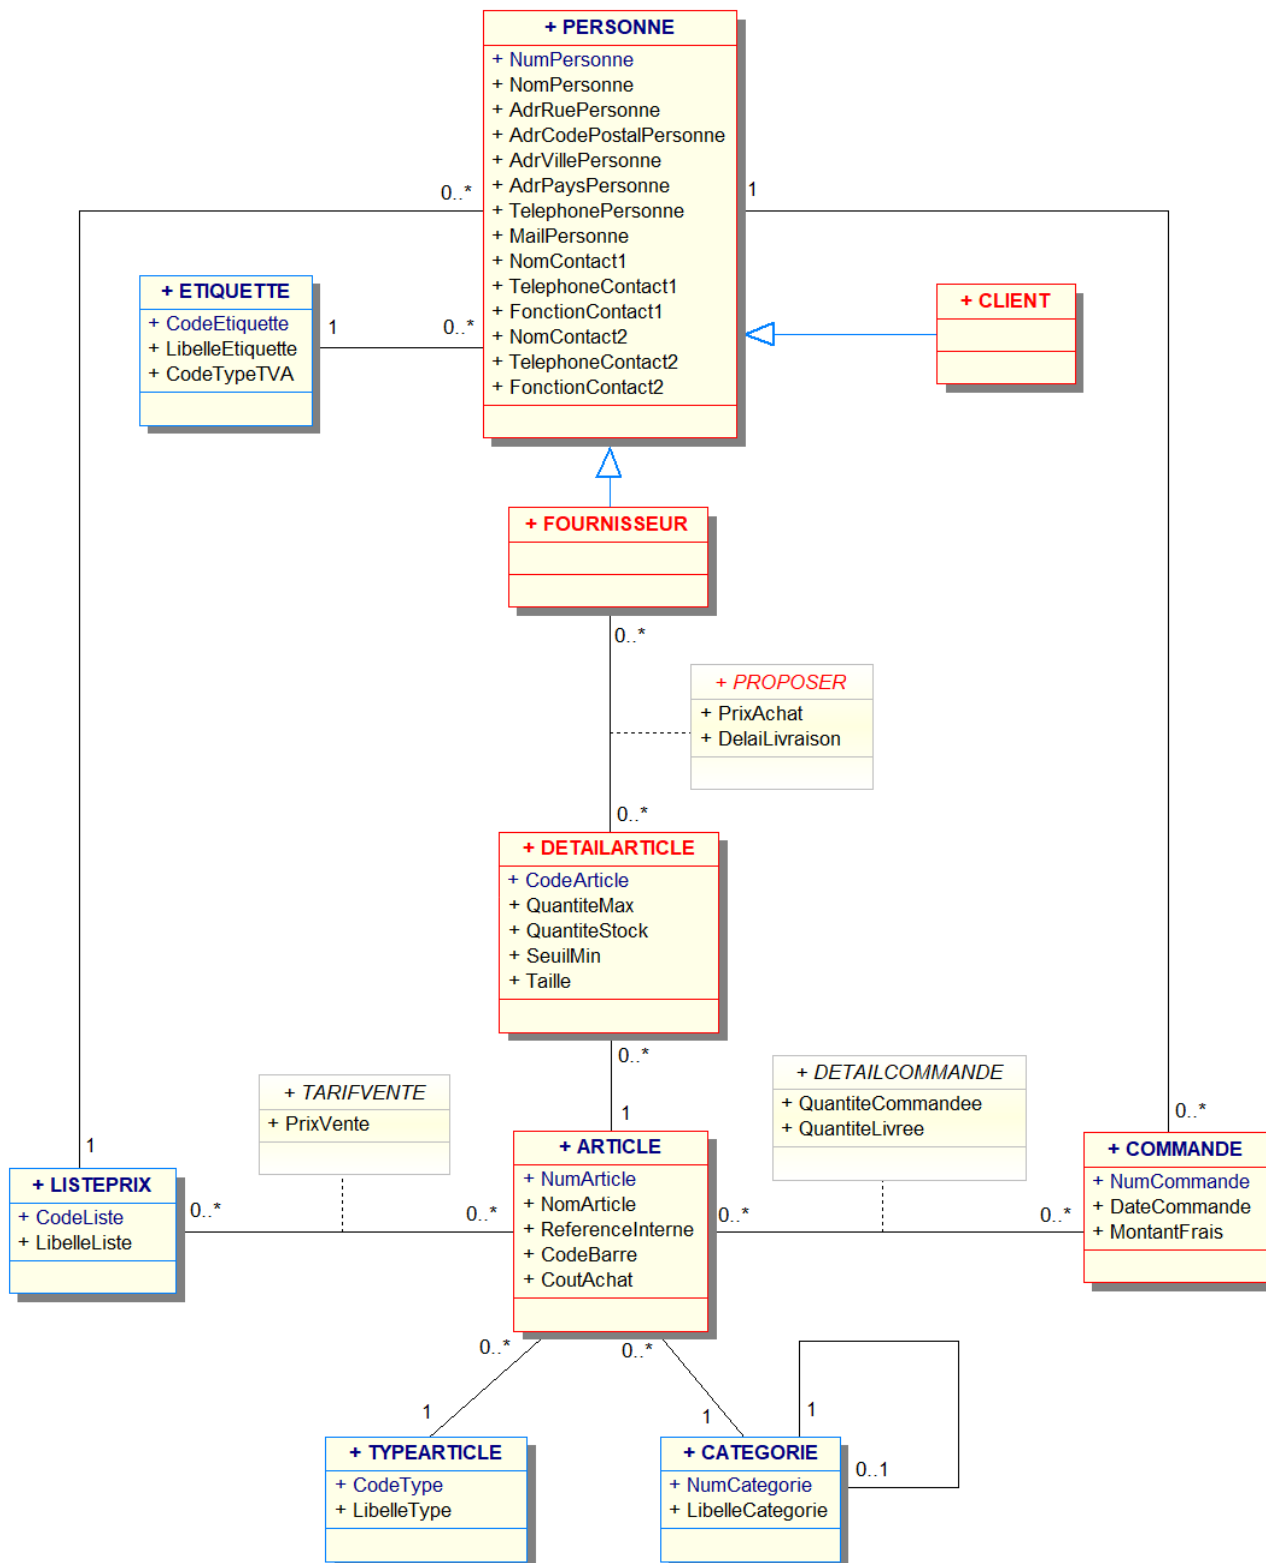 + PERSONNE
+ NumPersonne
+ NomPersonne
+ AdrRuePersonne
+ AdrCodePostalPersonne
+ AdrVillePersonne
+ AdrPaysPersonne
+ TelephonePersonne
+ MailPersonne
+ NomContact1
+ TelephoneContact1
+ FonctionContact1
+ NomContact2
+ TelephoneContact2
+ FonctionContact2
0..*
1
+ ETIQUETTE
+ CodeEtiquette
+ LibelleEtiquette
+ CodeTypeTVA
1
0..*
+ CLIENT
+ FOURNISSEUR
0..*
+ PROPOSER
+ PrixAchat
+ DelaiLivraison
0..*
+ DETAILARTICLE
+ CodeArticle
+ QuantiteMax
+ QuantiteStock
+ SeuilMin
+ Taille
0..*
1
+ TARIFVENTE
+ PrixVente
+ DETAILCOMMANDE
+ QuantiteCommandee
+ QuantiteLivree
1
0..*
+ LISTEPRIX
+ CodeListe
+ LibelleListe
0..*
0..*
+ ARTICLE
+ NumArticle
+ NomArticle
+ ReferenceInterne
+ CodeBarre
+ CoutAchat
0..*
0..*
+ COMMANDE
+ NumCommande
+ DateCommande
+ MontantFrais
0..*
0..*
1
1
1
0..1
+ TYPEARTICLE
+ CodeType
+ LibelleType
+ CATEGORIE
+ NumCategorie
+ LibelleCategorie